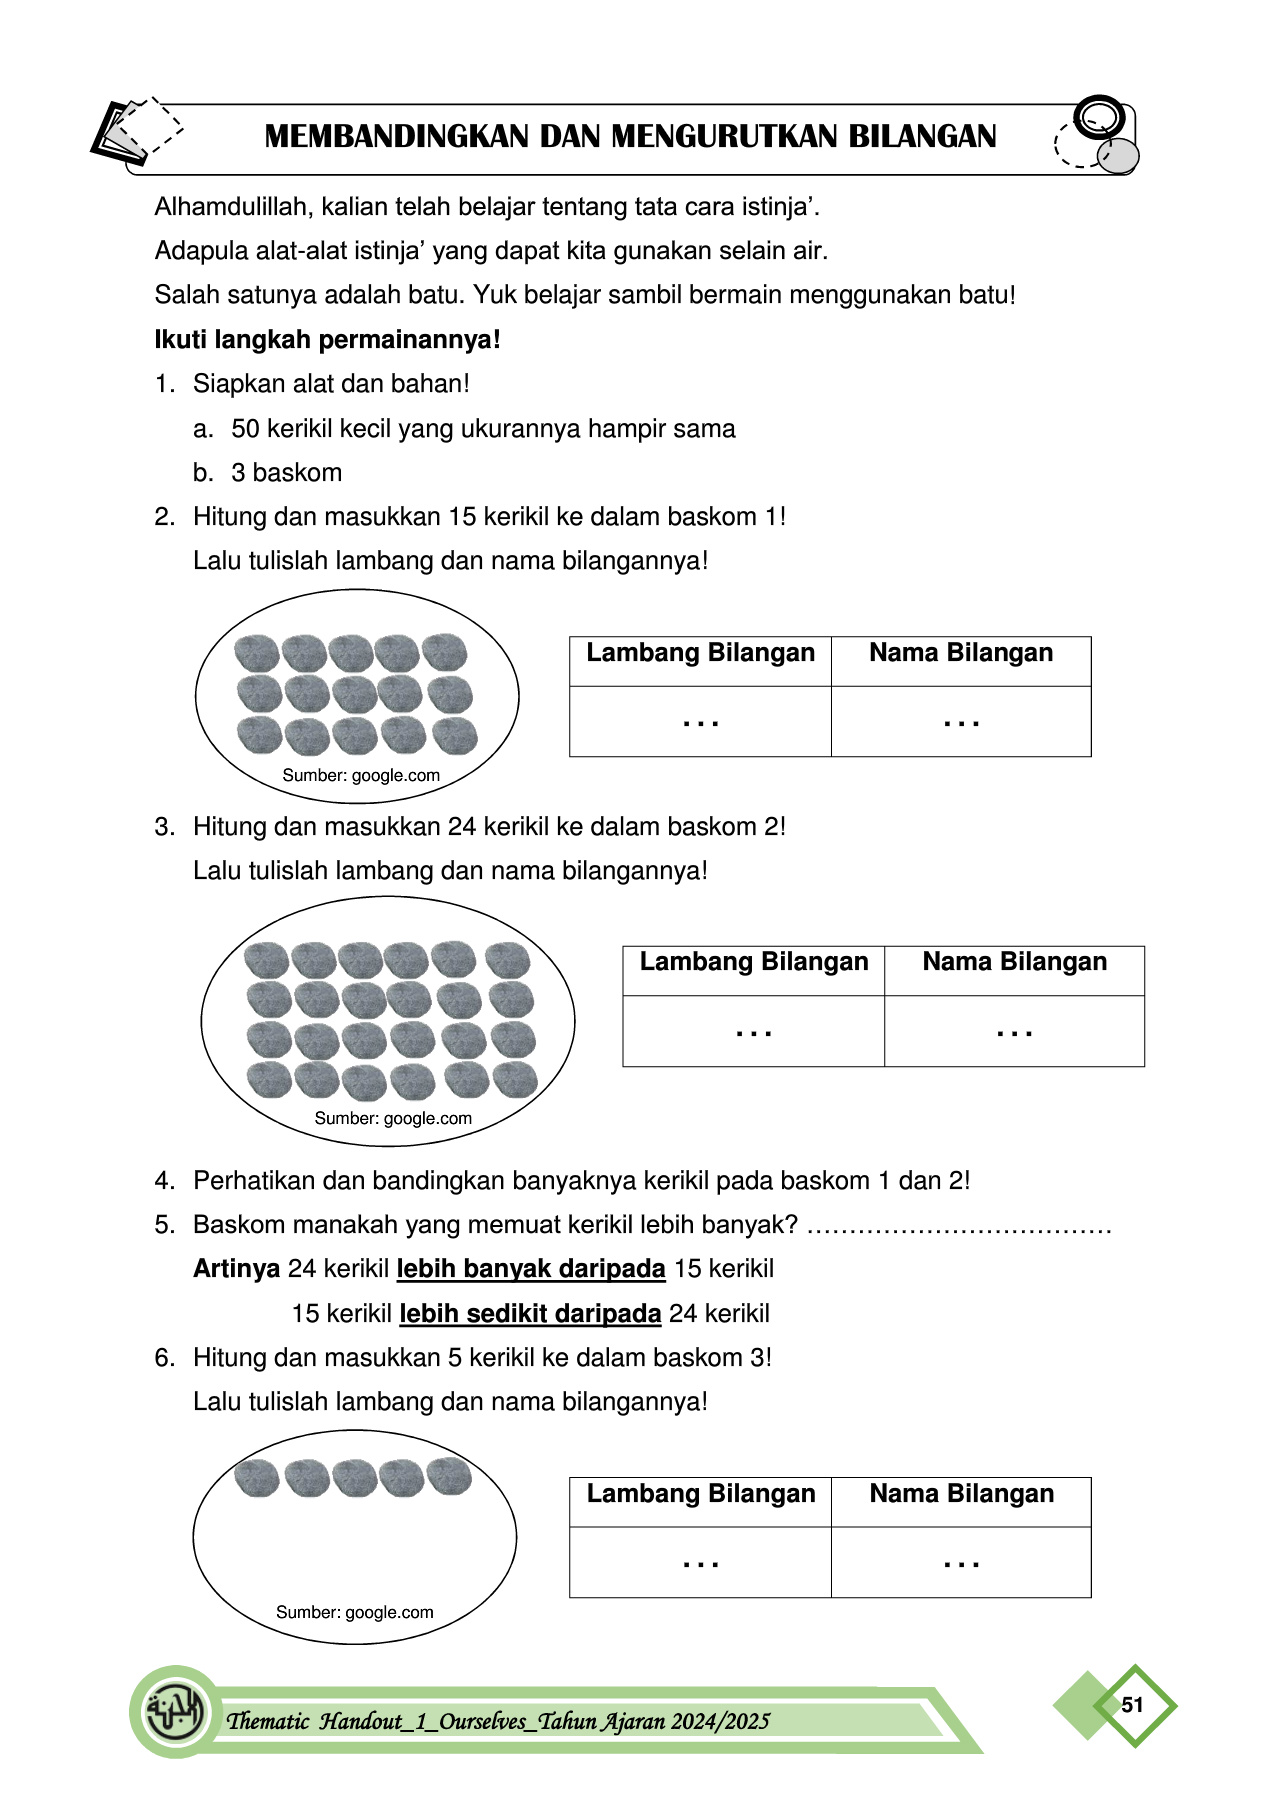 MEMBANDINGKAN DAN MENGURUTKAN BILANGAN
Alhamdulillah, kalian telah belajar tentang tata cara istinja’.
Adapula alat-alat istinja’ yang dapat kita gunakan selain air.
Salah satunya adalah batu. Yuk belajar sambil bermain menggunakan batu!
Ikuti langkah permainannya!
1. Siapkan alat dan bahan!
a. 50 kerikil kecil yang ukurannya hampir sama
b. 3 baskom
2. Hitung dan masukkan 15 kerikil ke dalam baskom 1!
Lalu tulislah lambang dan nama bilangannya!
Lambang Bilangan Nama Bilangan
. . . . . .
Sumber: google.com
3. Hitung dan masukkan 24 kerikil ke dalam baskom 2!
Lalu tulislah lambang dan nama bilangannya!
Lambang Bilangan Nama Bilangan
. . . . . .
Sumber: google.com
4. Perhatikan dan bandingkan banyaknya kerikil pada baskom 1 dan 2!
5. Baskom manakah yang memuat kerikil lebih banyak? ………………………………
Artinya 24 kerikil lebih banyak daripada 15 kerikil
15 kerikil lebih sedikit daripada 24 kerikil
6. Hitung dan masukkan 5 kerikil ke dalam baskom 3!
Lalu tulislah lambang dan nama bilangannya!
Lambang Bilangan Nama Bilangan
. . . . . .
Sumber: google.com
Thematic Handout_1_Ourselves_Tahun Ajaran 2024/2025
51